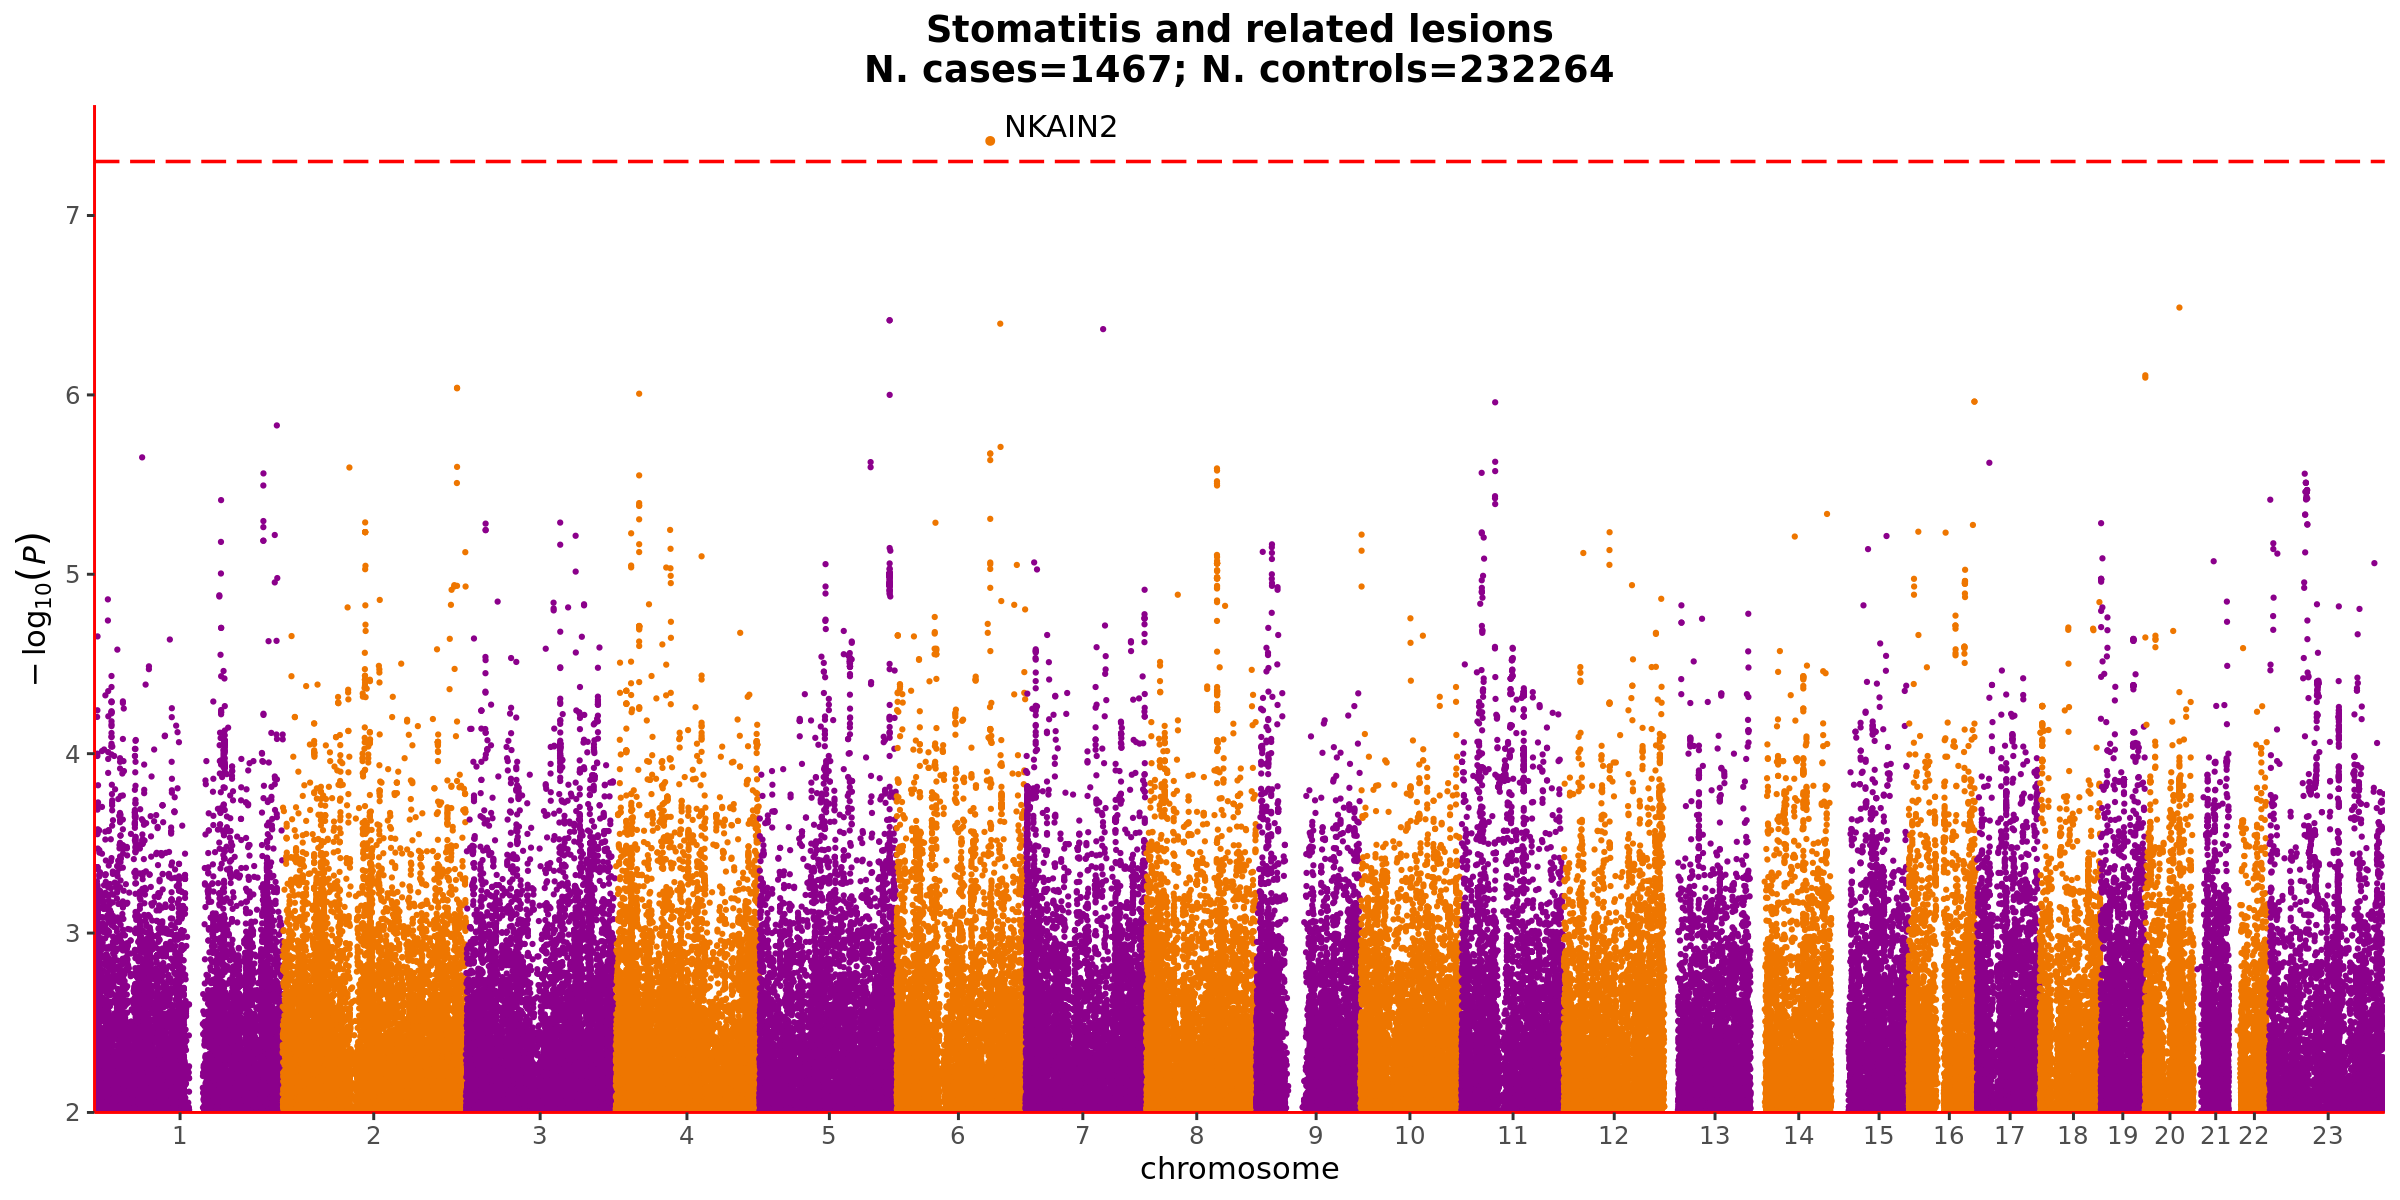 Stomatitis and related lesions
N. cases=1467; N. controls=232264
NKAIN2
7
6
5
4
3
2
−log₁₀(P)
1 2 3 4 5 6 7 8 9 10 11 12 13 14 15 16 17 18 19 20 21 22 23
chromosome